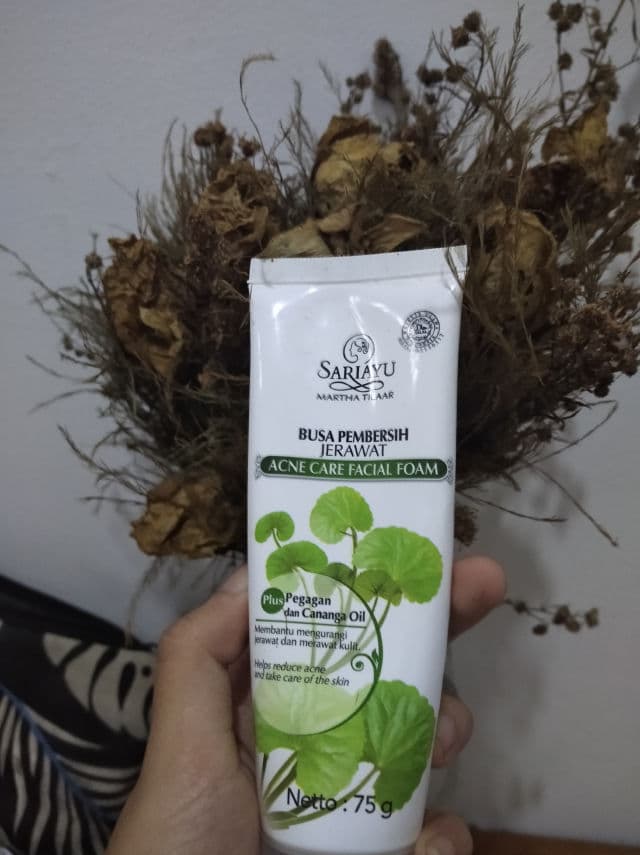 SARIAYU
MARTHA TILAAR
BUSA PEMBERSIH
JERAWAT
ACNE CARE FACIAL FOAM
Plus Pegagan
dan Cananga Oil
Membantu mengurangi
jerawat dan merawat kulit.
Helps reduce acne
and take care of the skin
Netto : 75 g